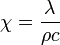 χ = λ / ρc